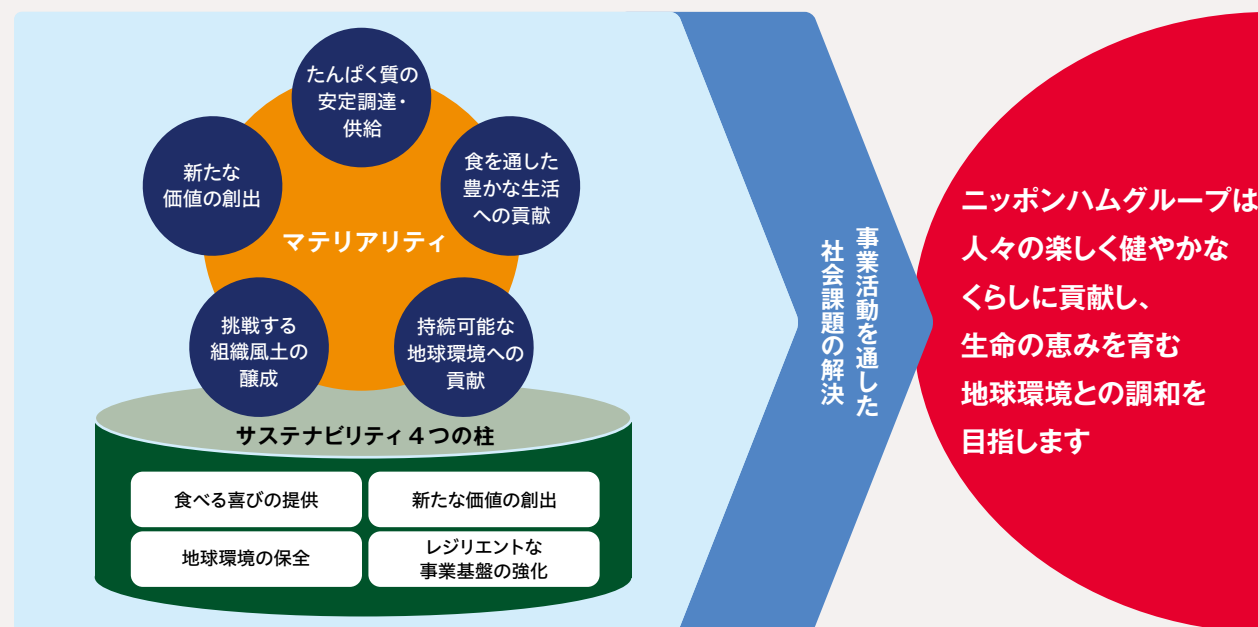 たんぱく質の
安定調達・
供給
新たな
価値の創出
食を通した
豊かな生活
への貢献
マテリアリティ
挑戦する
組織風土の
醸成
持続可能な
地球環境への
貢献
サステナビリティ４つの柱
食べる喜びの提供
新たな価値の創出
地球環境の保全
レジリエントな
事業基盤の強化
事業活動を通した
社会課題の解決
ニッポンハムグループは
人々の楽しく健やかな
くらしに貢献し、
生命の恵みを育む
地球環境との調和を
目指します